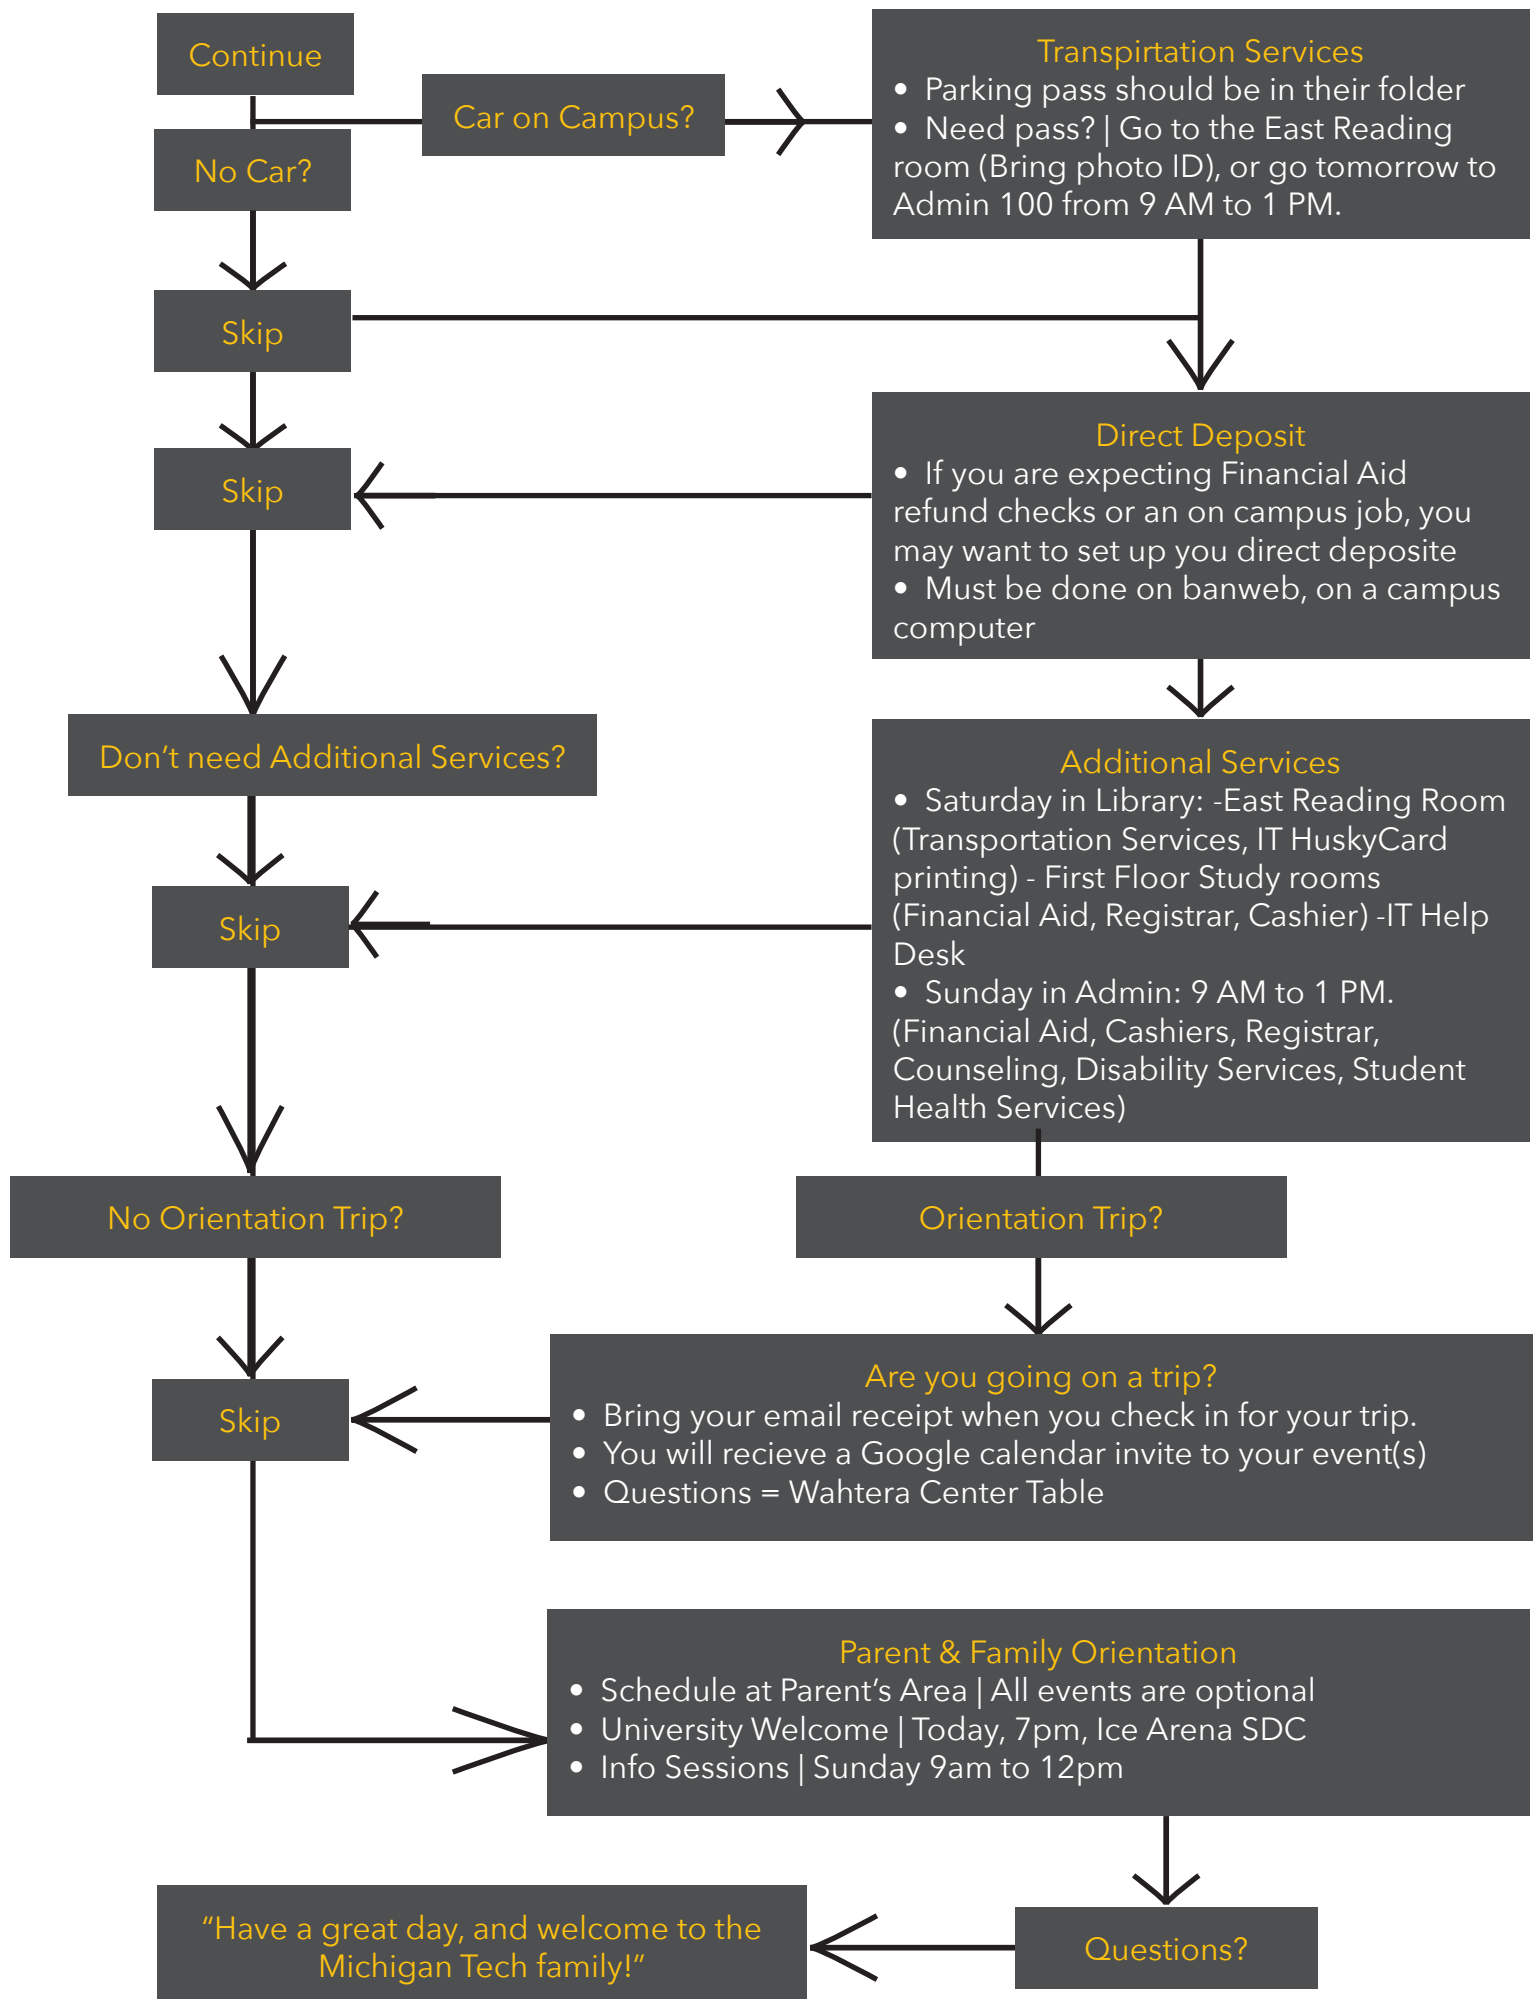 Continue
Car on Campus?
No Car?
Transpirtation Services
• Parking pass should be in their folder
• Need pass? | Go to the East Reading
room (Bring photo ID), or go tomorrow to
Admin 100 from 9 AM to 1 PM.
Skip
Direct Deposit
• If you are expecting Financial Aid
refund checks or an on campus job, you
may want to set up you direct deposite
• Must be done on banweb, on a campus
computer
Skip
Don’t need Additional Services?
Additional Services
• Saturday in Library: -East Reading Room
(Transportation Services, IT HuskyCard
printing) - First Floor Study rooms
(Financial Aid, Registrar, Cashier) -IT Help
Desk
• Sunday in Admin: 9 AM to 1 PM.
(Financial Aid, Cashiers, Registrar,
Counseling, Disability Services, Student
Health Services)
Skip
No Orientation Trip?
Orientation Trip?
Skip
Are you going on a trip?
• Bring your email receipt when you check in for your trip.
• You will recieve a Google calendar invite to your event(s)
• Questions = Wahtera Center Table
Parent & Family Orientation
• Schedule at Parent’s Area | All events are optional
• University Welcome | Today, 7pm, Ice Arena SDC
• Info Sessions | Sunday 9am to 12pm
Questions?
“Have a great day, and welcome to the
Michigan Tech family!”